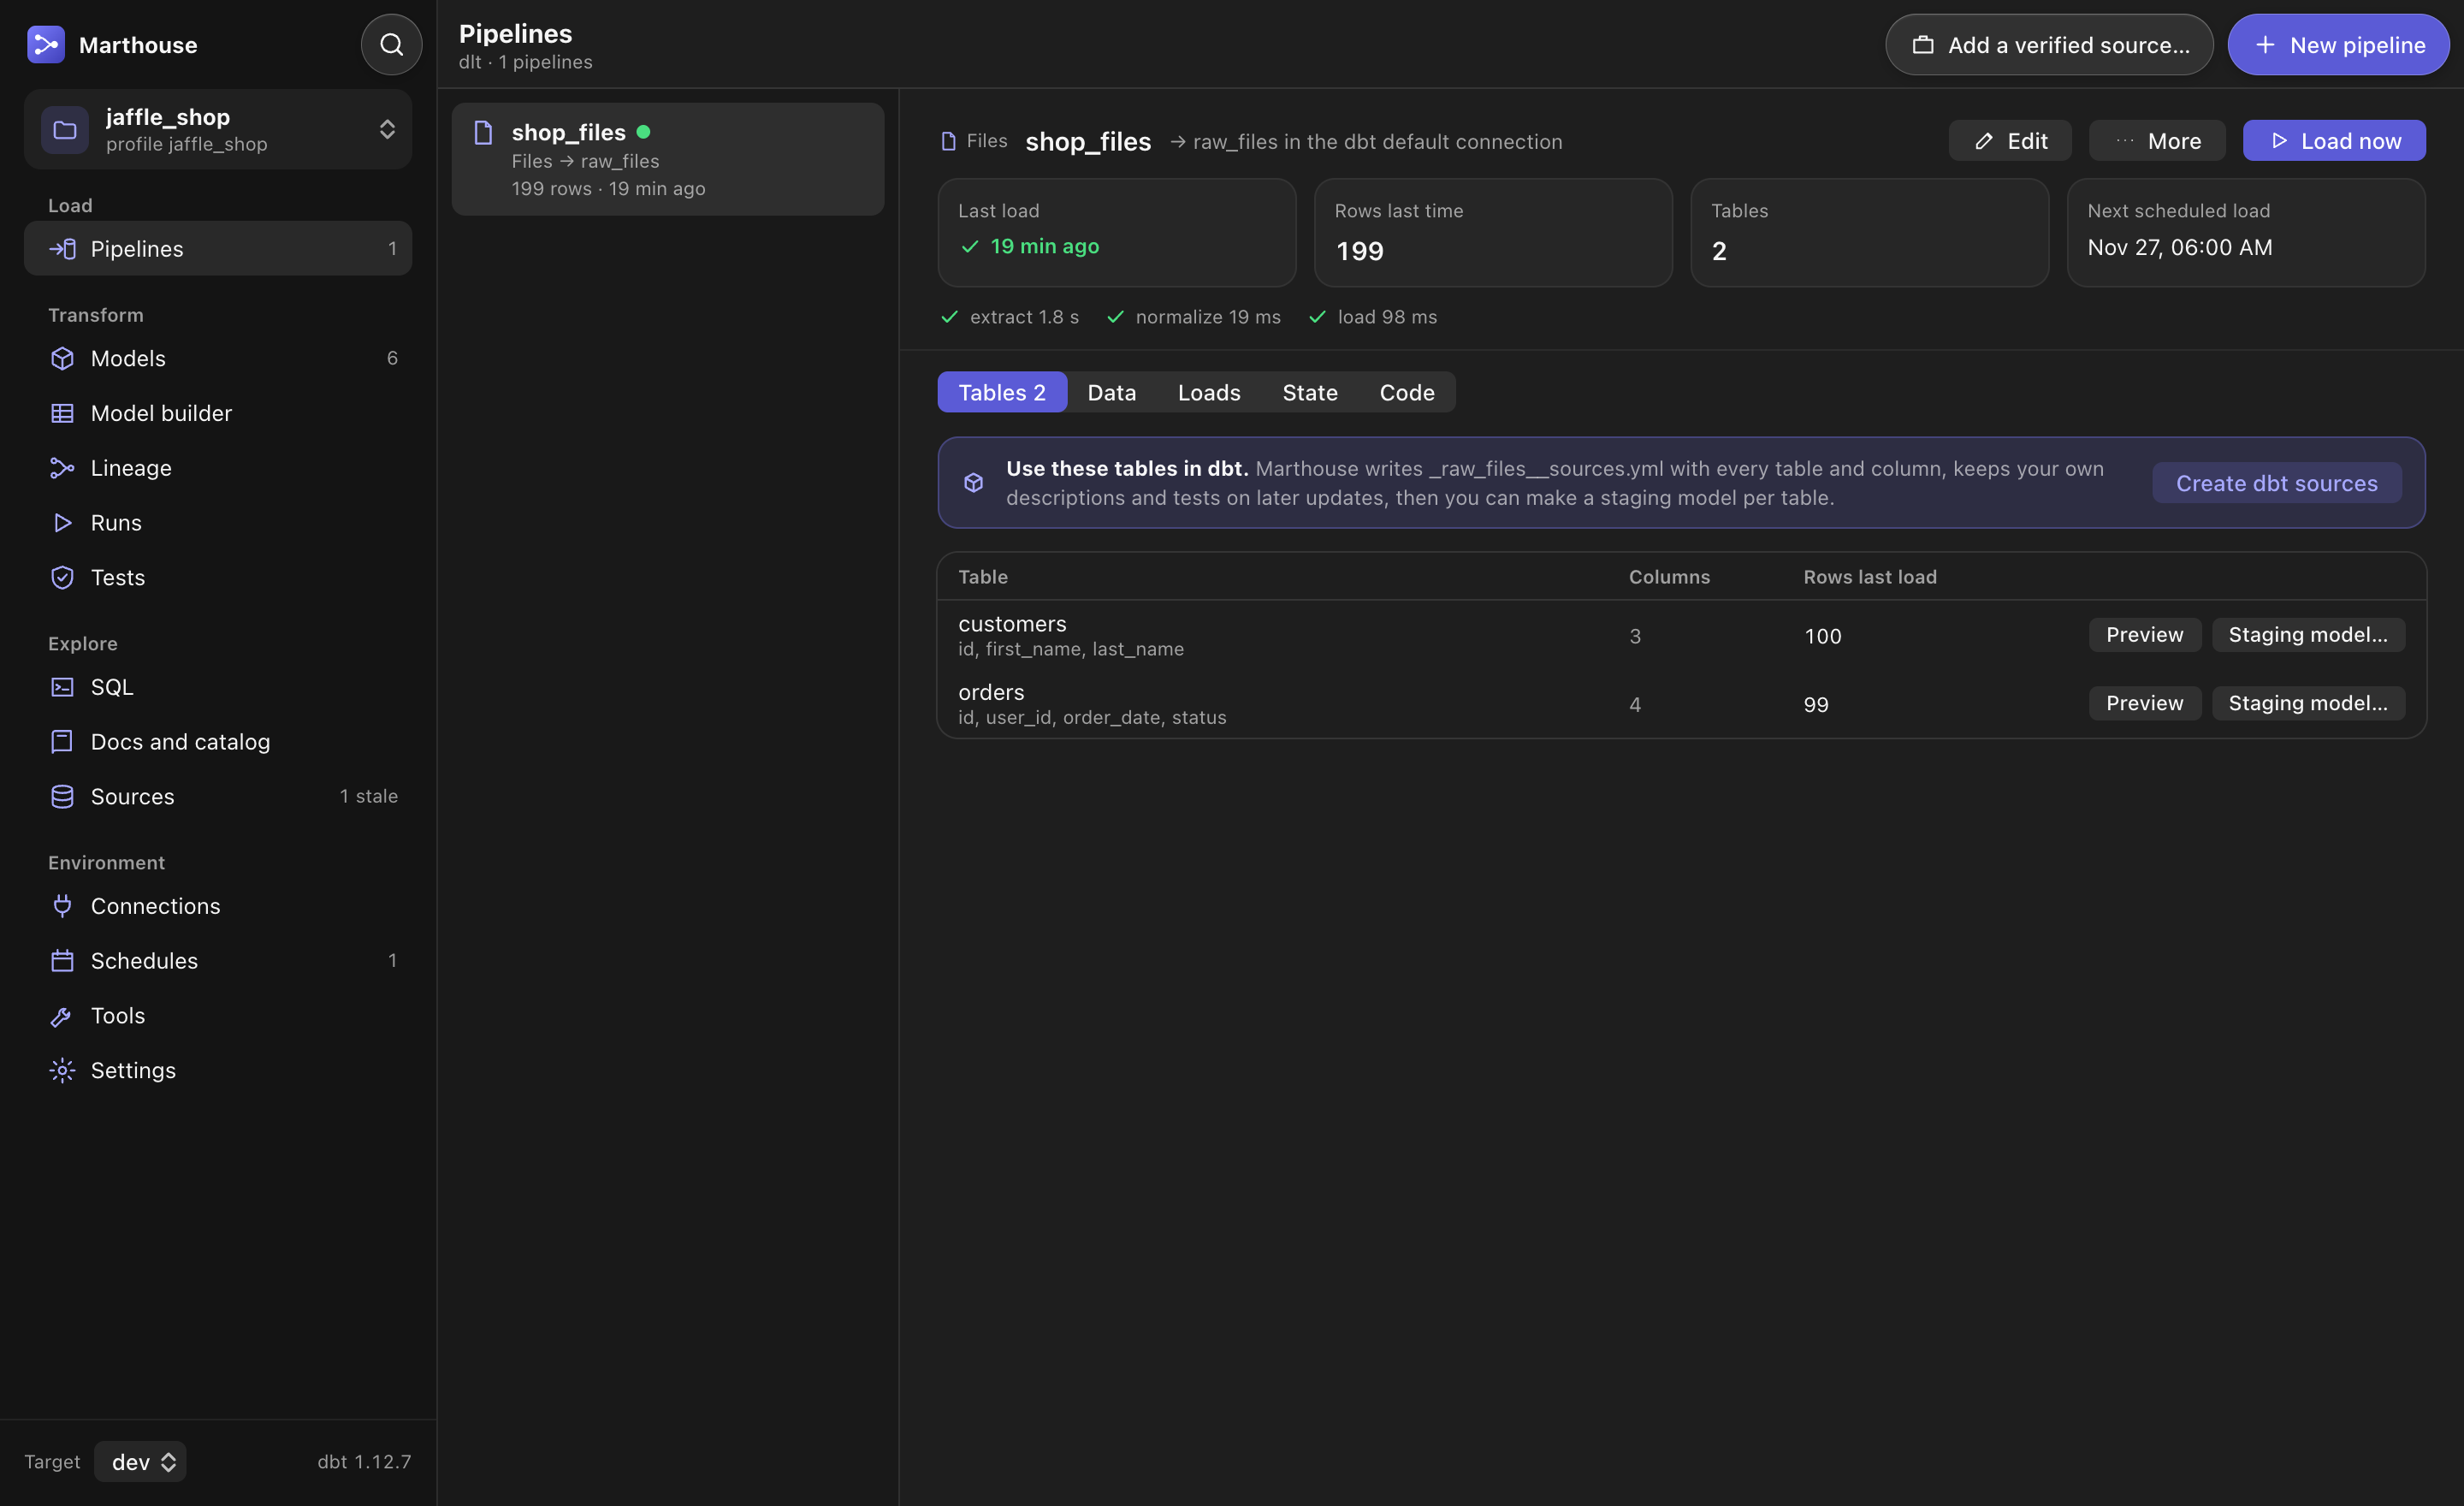 Marthouse
jaffle_shop
profile jaffle_shop
Load
Pipelines 1
Transform
Models 6
Model builder
Lineage
Runs
Tests
Explore
SQL
Docs and catalog
Sources 1 stale
Environment
Connections
Schedules 1
Tools
Settings
Target dev dbt 1.12.7
Pipelines
dlt · 1 pipelines
Add a verified source...
New pipeline
shop_files
Files → raw_files
199 rows · 19 min ago
Files shop_files → raw_files in the dbt default connection
Edit
··· More
Load now
Last load
19 min ago
Rows last time
199
Tables
2
Next scheduled load
Nov 27, 06:00 AM
extract 1.8 s normalize 19 ms load 98 ms
Tables 2 Data Loads State Code
Use these tables in dbt. Marthouse writes _raw_files__sources.yml with every table and column, keeps your own
descriptions and tests on later updates, then you can make a staging model per table.
Create dbt sources
Table Columns Rows last load
customers
id, first_name, last_name
3 100 Preview Staging model...
orders
id, user_id, order_date, status
4 99 Preview Staging model...